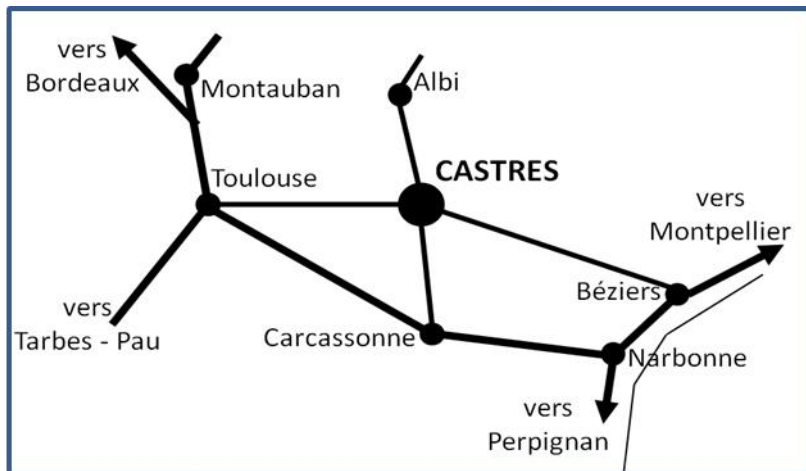 vers
Bordeaux
Montauban
Albi
Toulouse
CASTRES
vers
Montpellier
Béziers
vers
Tarbes - Pau
Carcassonne
Narbonne
vers
Perpignan